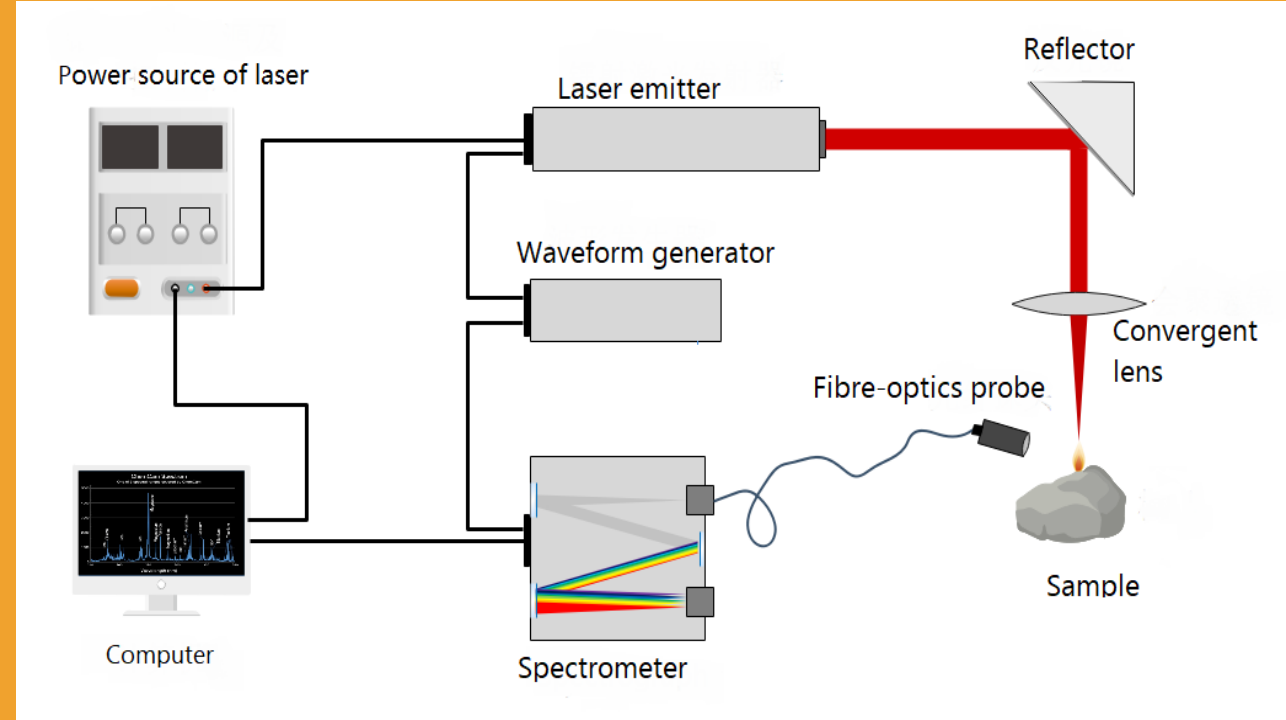 Reflector
Power source of laser
Laser emitter
Waveform generator
Convergent
lens
Fibre-optics probe
Sample
Computer
Spectrometer